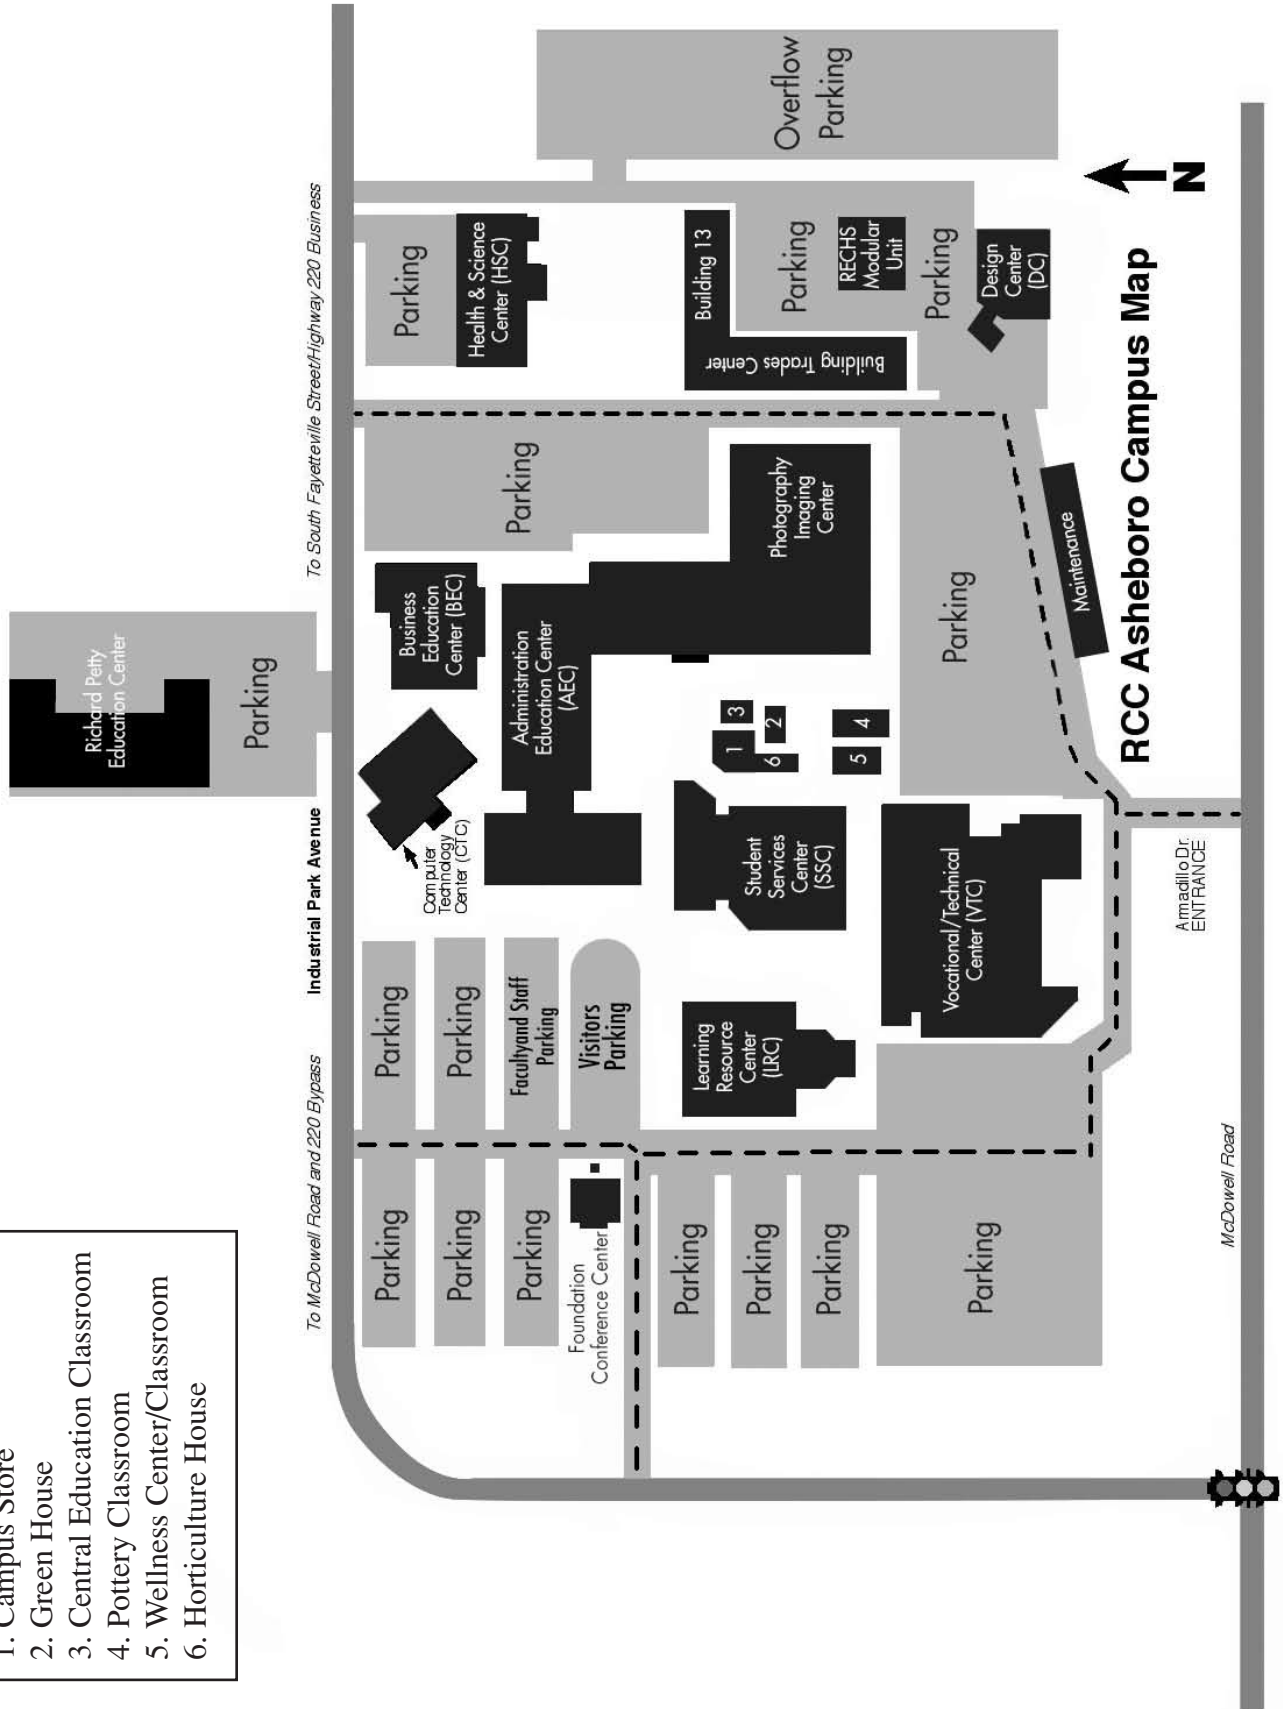 1. Campus Store
2. Green House
3. Central Education Classroom
4. Pottery Classroom
5. Wellness Center/Classroom
6. Horticulture House
Richard Petty
Education Center
Parking
To McDowell Road and 220 Bypass
Industrial Park Avenue
To South Fayetteville Street/Highway 220 Business
Parking
Parking
Computer
Technology
Center (CTC)
Business
Education
Center (BEC)
Parking
Parking
Health & Science
Center (HSC)
Parking
Parking
Parking
Faculty and Staff
Parking
Administration
Education Center
(AEC)
Foundation
Conference Center
Visitors
Parking
Parking
Learning
Resource
Center
(LRC)
Student
Services
Center
(SSC)
1
2
3
4
5
6
Photography
Imaging
Center
Building 13
Building Trades Center
Parking
RECHS
Modular
Unit
Overflow
Parking
Parking
Parking
Parking
Vocational/Technical
Center (VTC)
Parking
Parking
Design
Center
(DC)
Maintenance
N
RCC Asheboro Campus Map
Armadillo Dr.
ENTRANCE
McDowell Road